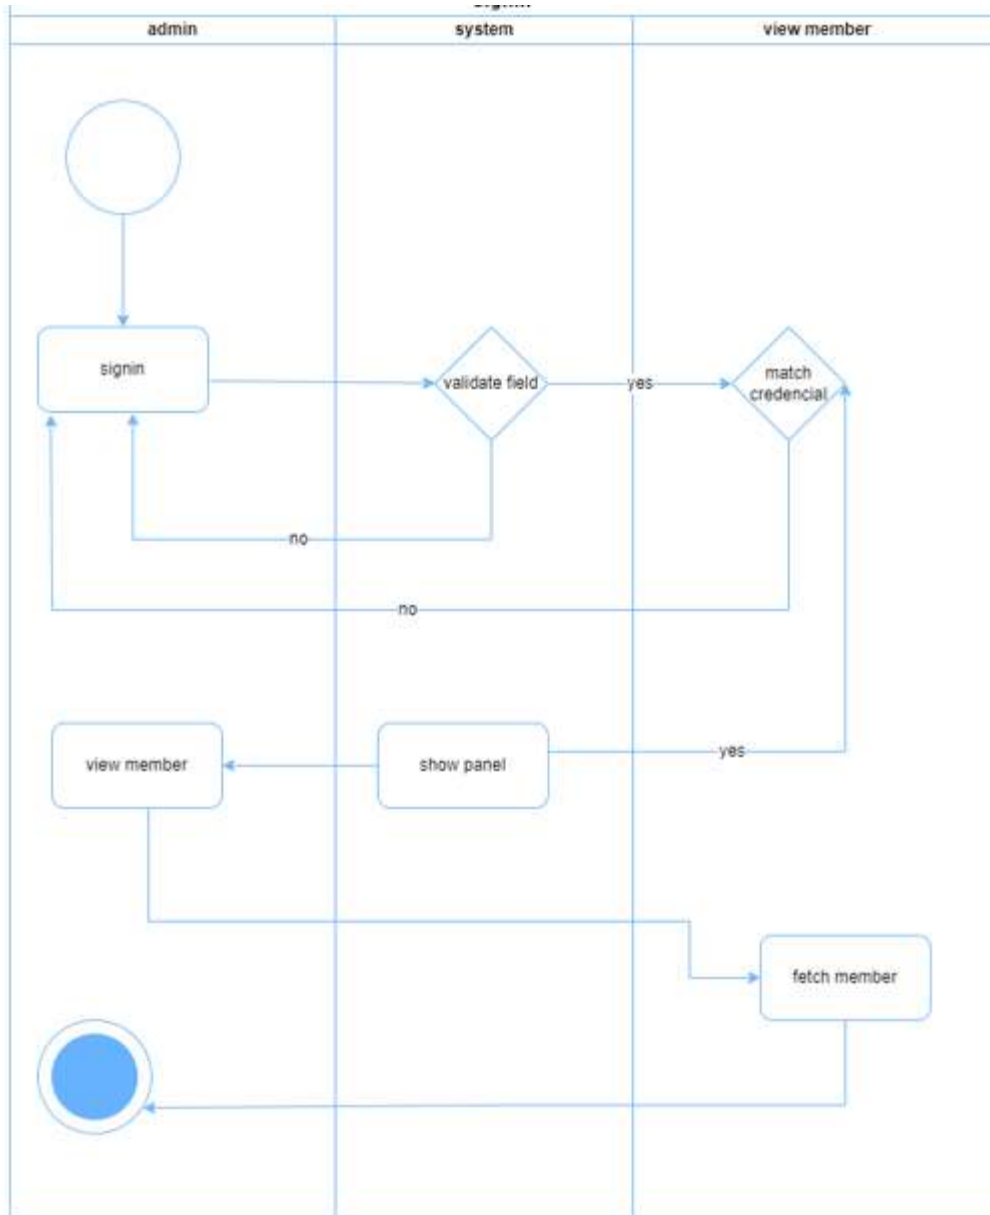 admin
system
view member
signin
validate field
yes
match
credencial
no
no
view member
show panel
yes
fetch member